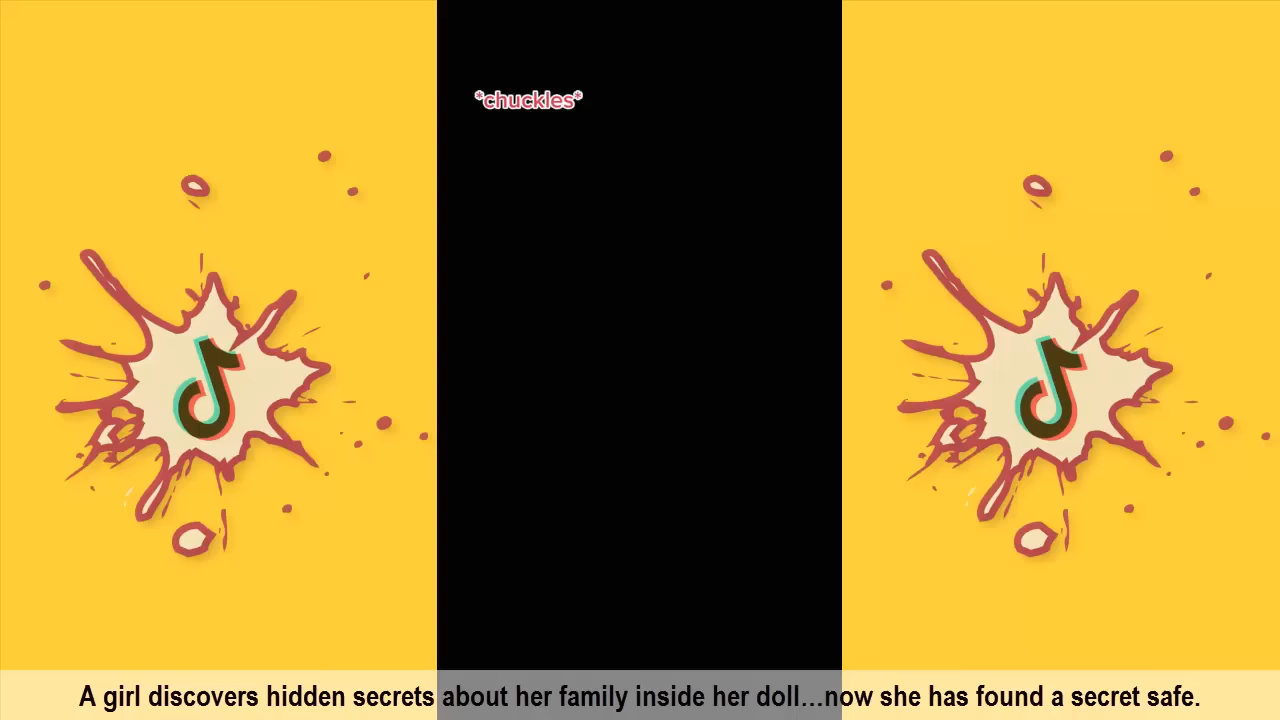 *chuckles*
A girl discovers hidden secrets about her family inside her doll...now she has found a secret safe.